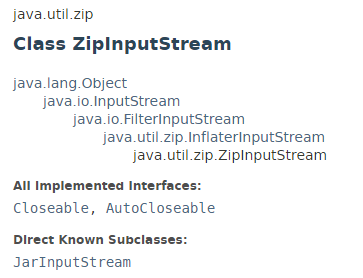 java.util.zip
Class ZipInputStream
java.lang.Object
java.io.InputStream
java.io.FilterInputStream
java.util.zip.InflaterInputStream
java.util.zip.ZipInputStream
All Implemented Interfaces:
Closeable, AutoCloseable
Direct Known Subclasses:
JarInputStream